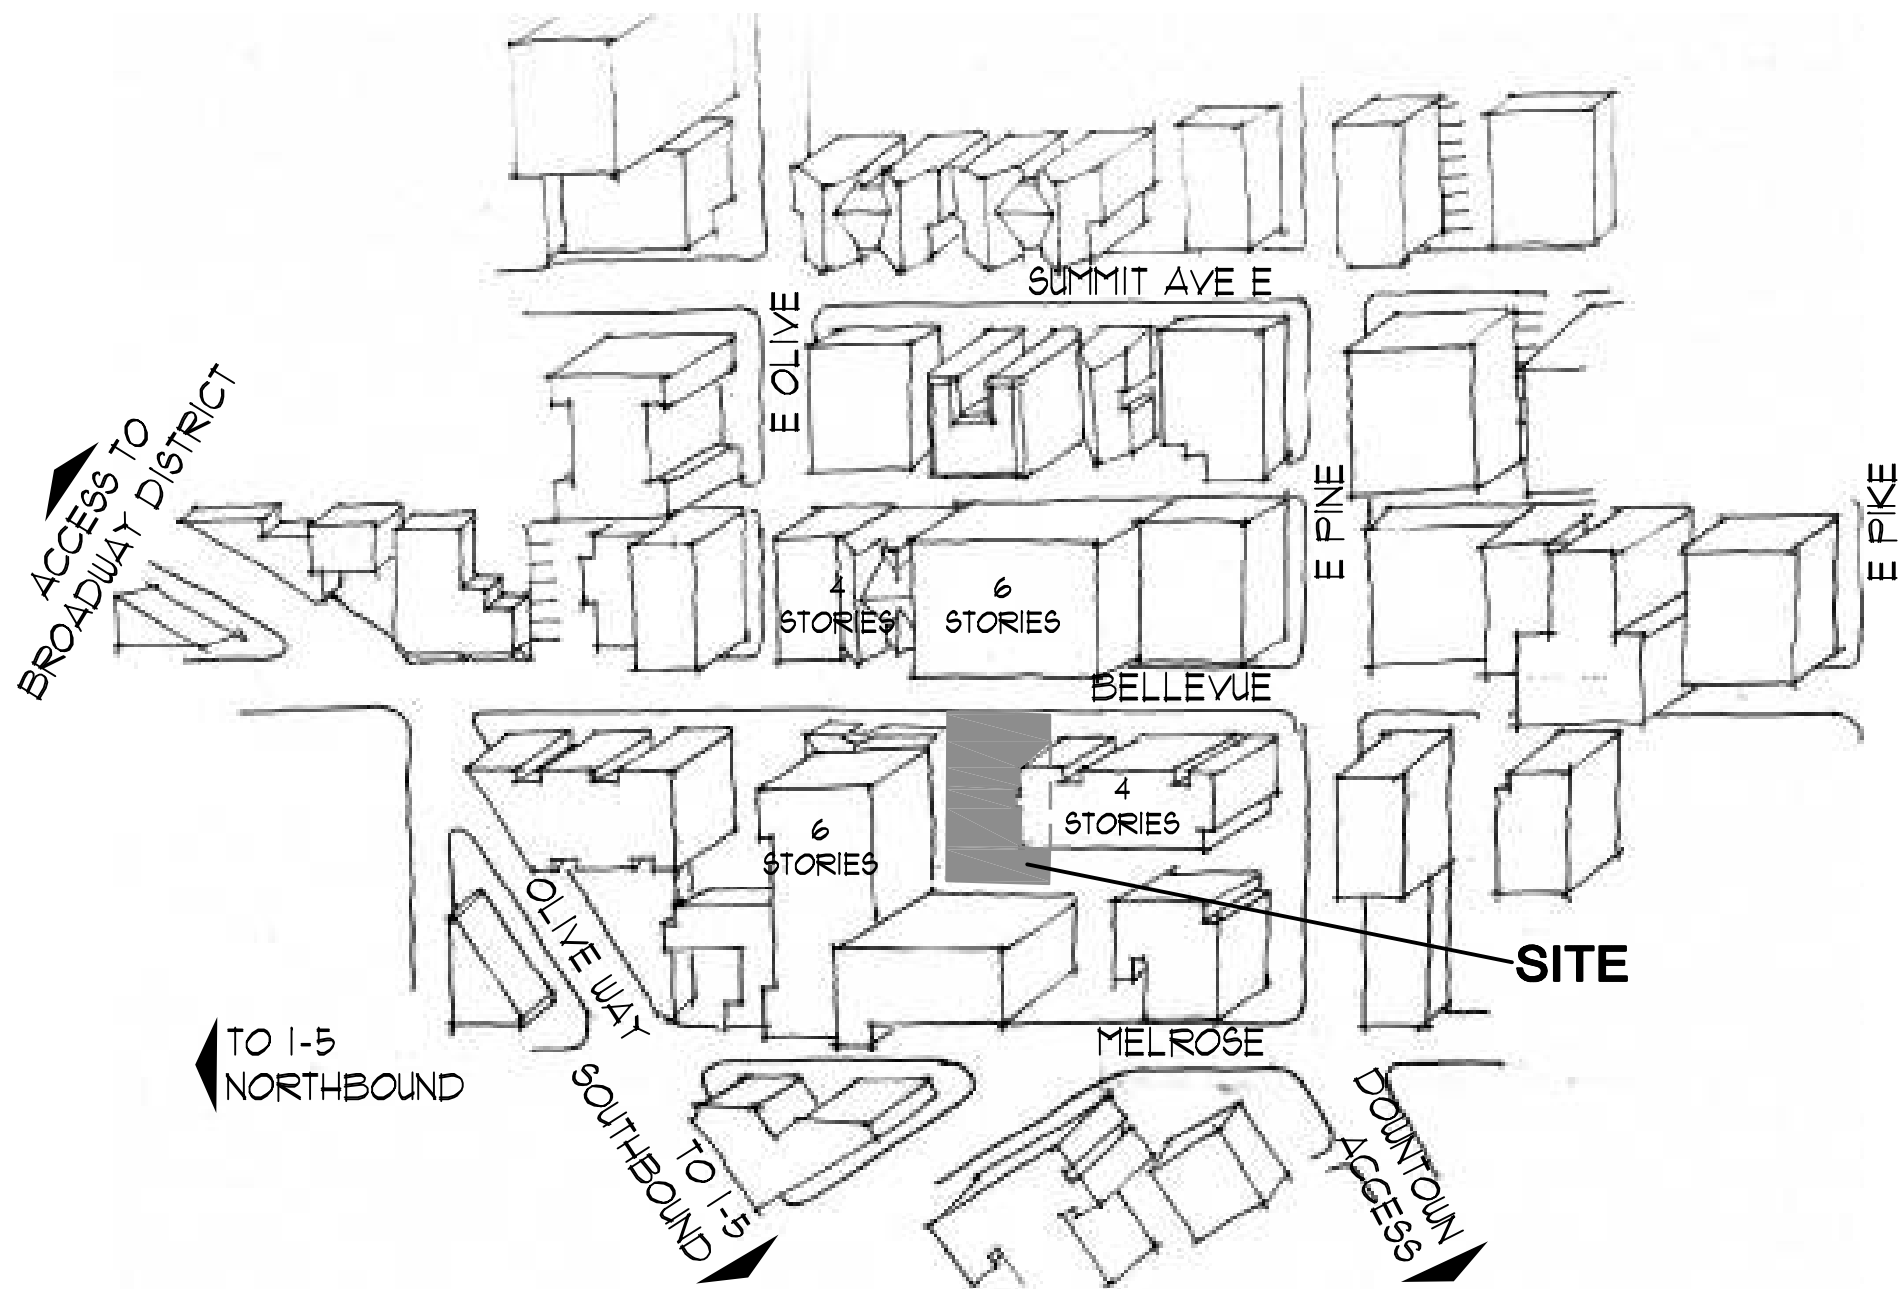 SUMMIT AVE E
E OLIVE
ACCESS TO
BROADWAY DISTRICT
E PINE
E PIKE
4
STORIES
6
STORIES
BELLEVUE
4
STORIES
6
STORIES
OLIVE WAY
SITE
TO I-5
NORTHBOUND
MELROSE
SOUTHBOUND
TO I-5
DOWNTOWN
ACCESS